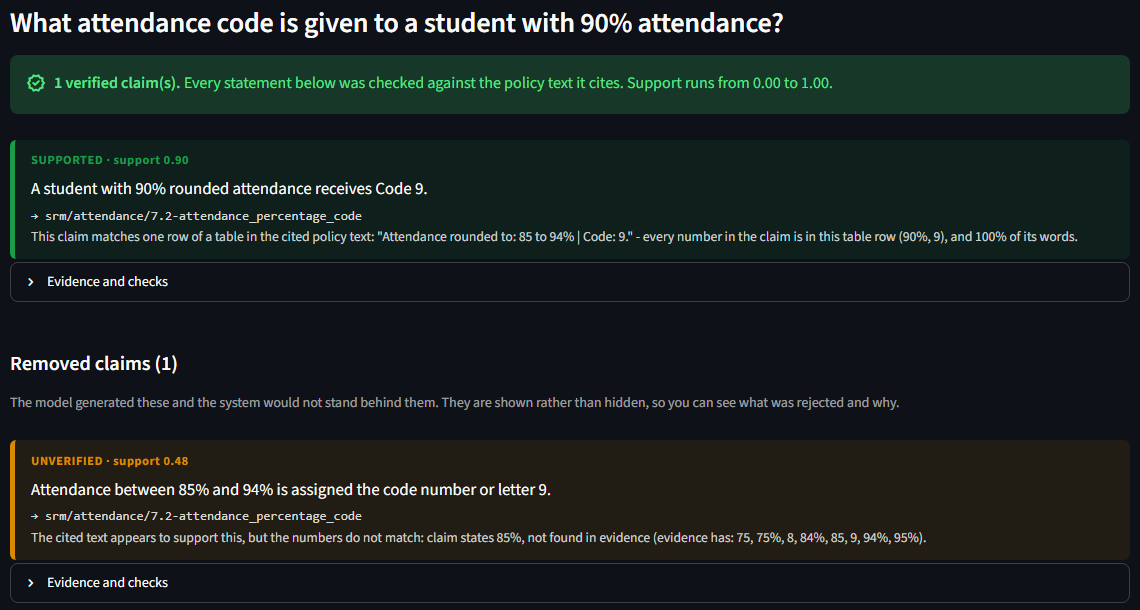 What attendance code is given to a student with 90% attendance?
1 verified claim(s). Every statement below was checked against the policy text it cites. Support runs from 0.00 to 1.00.
SUPPORTED · support 0.90
A student with 90% rounded attendance receives Code 9.
→ srm/attendance/7.2-attendance_percentage_code
This claim matches one row of a table in the cited policy text: "Attendance rounded to: 85 to 94% | Code: 9." - every number in the claim is in this table row (90%, 9), and 100% of its words.
Evidence and checks
Removed claims (1)
The model generated these and the system would not stand behind them. They are shown rather than hidden, so you can see what was rejected and why.
UNVERIFIED · support 0.48
Attendance between 85% and 94% is assigned the code number or letter 9.
→ srm/attendance/7.2-attendance_percentage_code
The cited text appears to support this, but the numbers do not match: claim states 85%, not found in evidence (evidence has: 75, 75%, 8, 84%, 85, 9, 94%, 95%).
Evidence and checks